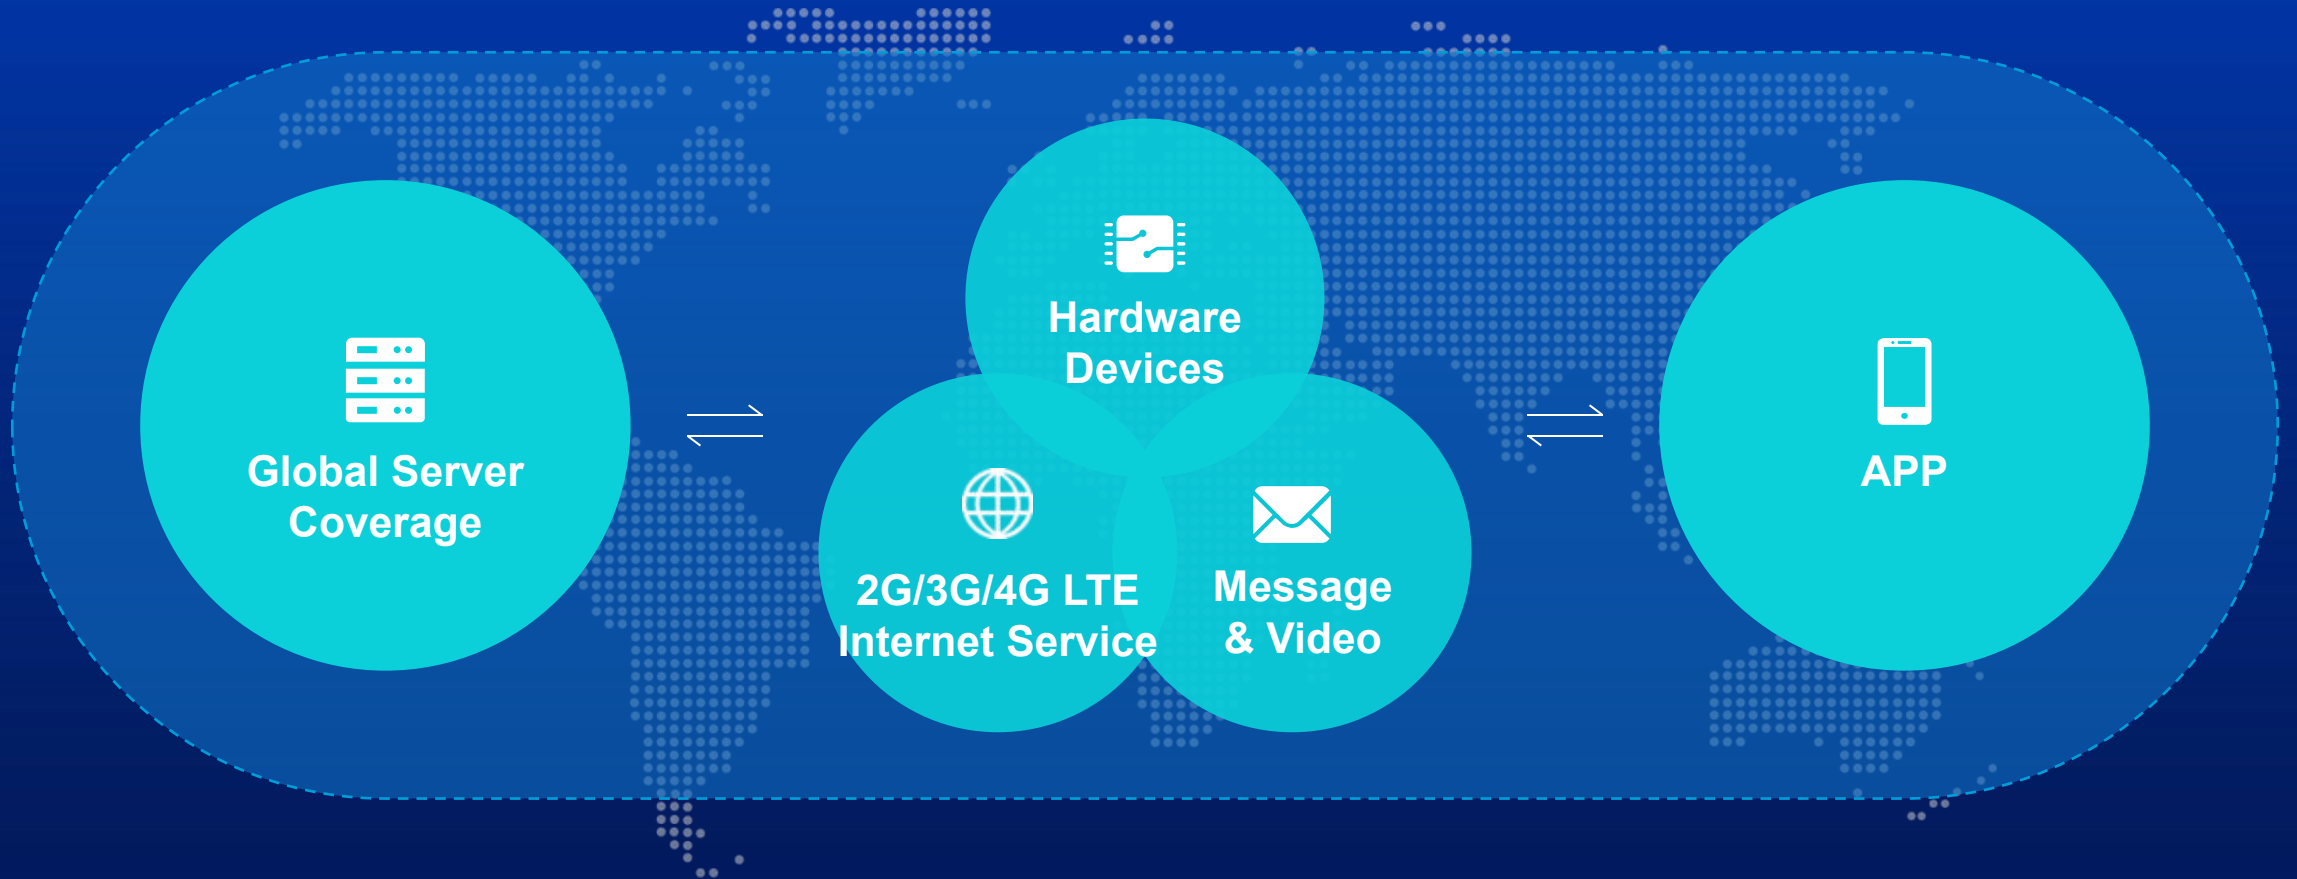 Global Server
Coverage
Hardware
Devices
2G/3G/4G LTE
Internet Service
Message
& Video
APP